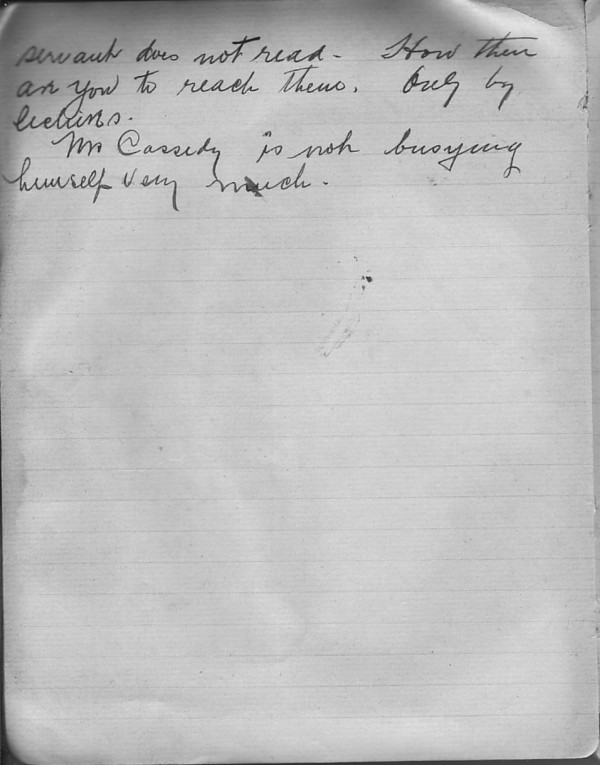 servant does not read - How then
are you to reach them. Only by
lectures.
Mr Cassedy is not busying
himself very much.